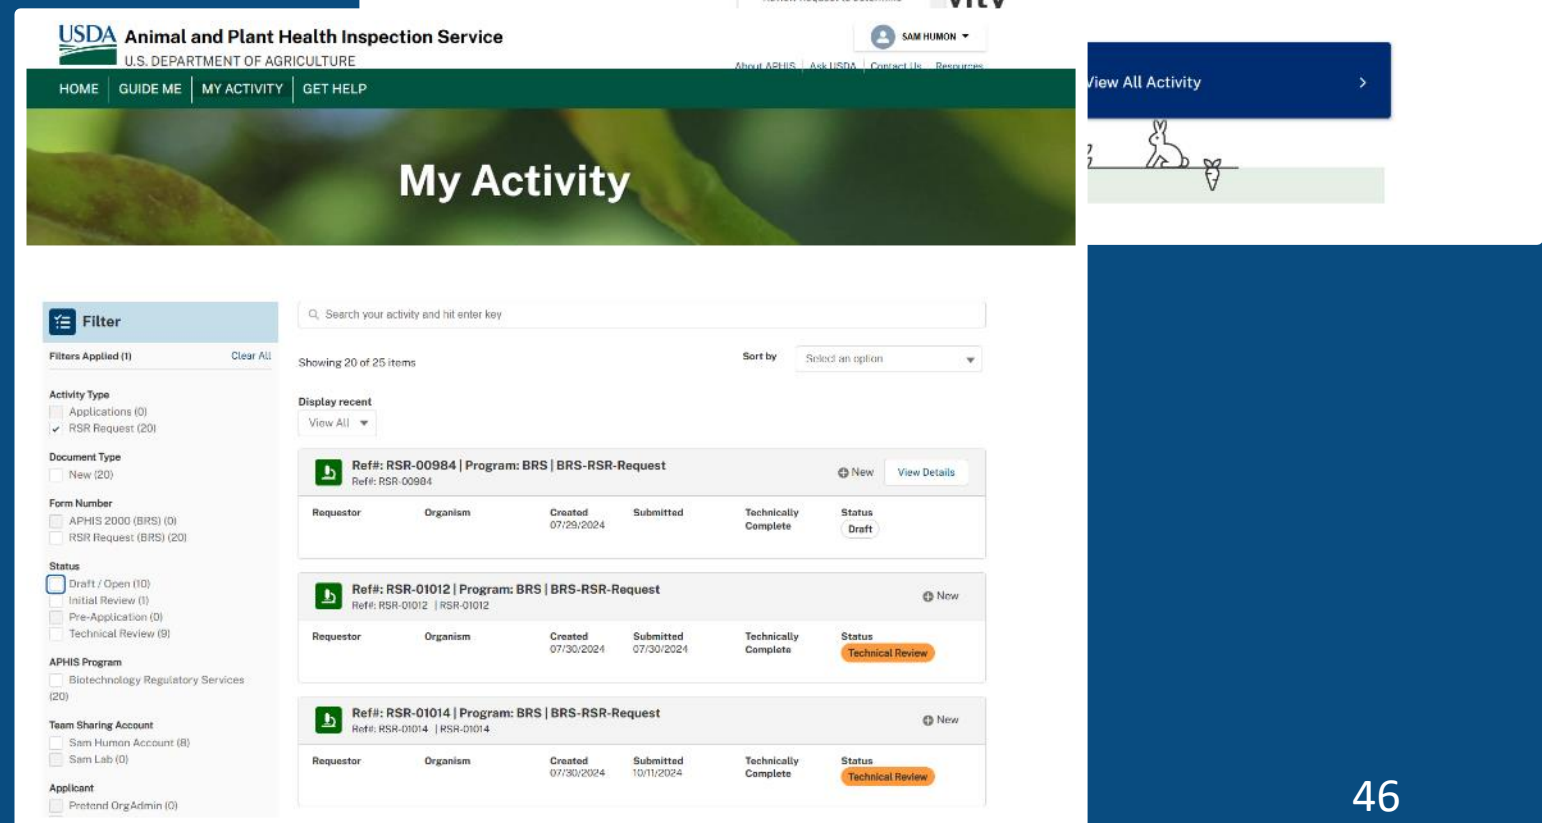 USDA Animal and Plant Health Inspection Service
U.S. DEPARTMENT OF AGRICULTURE
SAM HUMON
About APHIS | Ask USDA | Contact Us | Resources
HOME | GUIDE ME | MY ACTIVITY | GET HELP
View All Activity
My Activity
Filter
Filters Applied (1) Clear All
Activity Type
Applications (0)
RSR Request (20)
Document Type
New (20)
Form Number
APHIS 2000 (BRS) (0)
RSR Request (BRS) (20)
Status
Draft / Open (10)
Initial Review (1)
Pre-Application (0)
Technical Review (9)
APHIS Program
Biotechnology Regulatory Services
(20)
Team Sharing Account
Sam Humon Account (8)
Sam Lab (0)
Applicant
Pretend OrgAdmin (0)
Search your activity and hit enter key
Showing 20 of 25 items
Sort by Select an option
Display recent
View All
Ref#: RSR-00984 | Program: BRS | BRS-RSR-Request
Ref#: RSR-00984
New View Details
Requestor Organism Created Submitted Technically Complete Status
07/29/2024 Draft
Ref#: RSR-01012 | Program: BRS | BRS-RSR-Request
Ref#: RSR-01012 | RSR-01012
New
Requestor Organism Created Submitted Technically Complete Status
07/30/2024 07/30/2024 Technical Review
Ref#: RSR-01014 | Program: BRS | BRS-RSR-Request
Ref#: RSR-01014 | RSR-01014
New
Requestor Organism Created Submitted Technically Complete Status
07/30/2024 10/11/2024 Technical Review
46